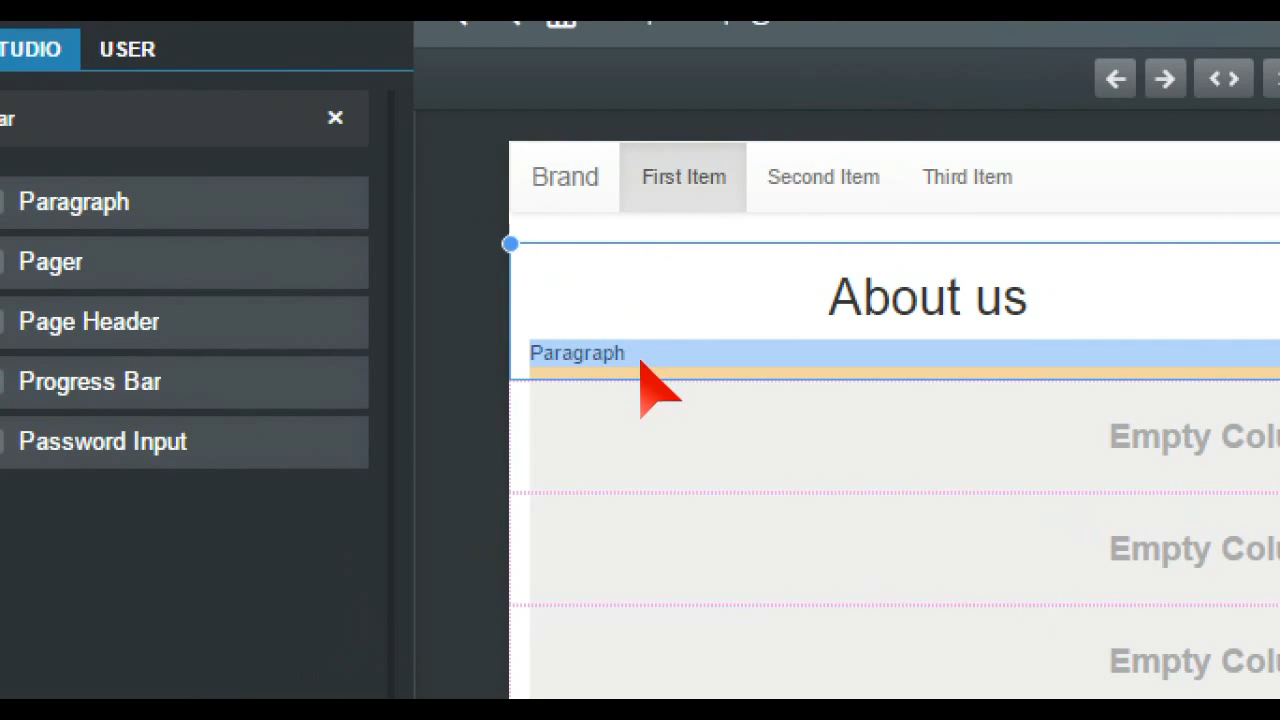 TUDIO USER
ar
Paragraph
Pager
Page Header
Progress Bar
Password Input
Brand First Item Second Item Third Item
About us
Paragraph
Empty Colu
Empty Colu
Empty Colu